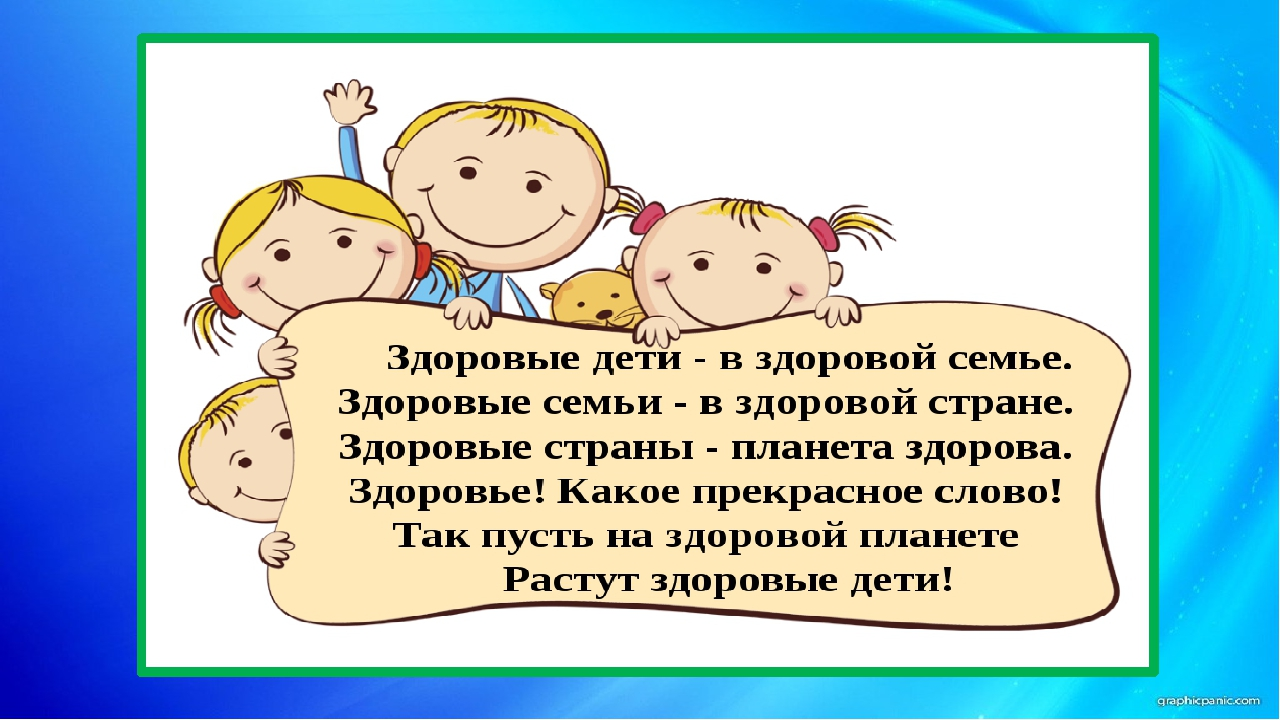 Здоровые дети - в здоровой семье.
Здоровые семьи - в здоровой стране.
Здоровые страны - планета здорова.
Здоровье! Какое прекрасное слово!
Так пусть на здоровой планете
Растут здоровые дети!
graphicpanic.com